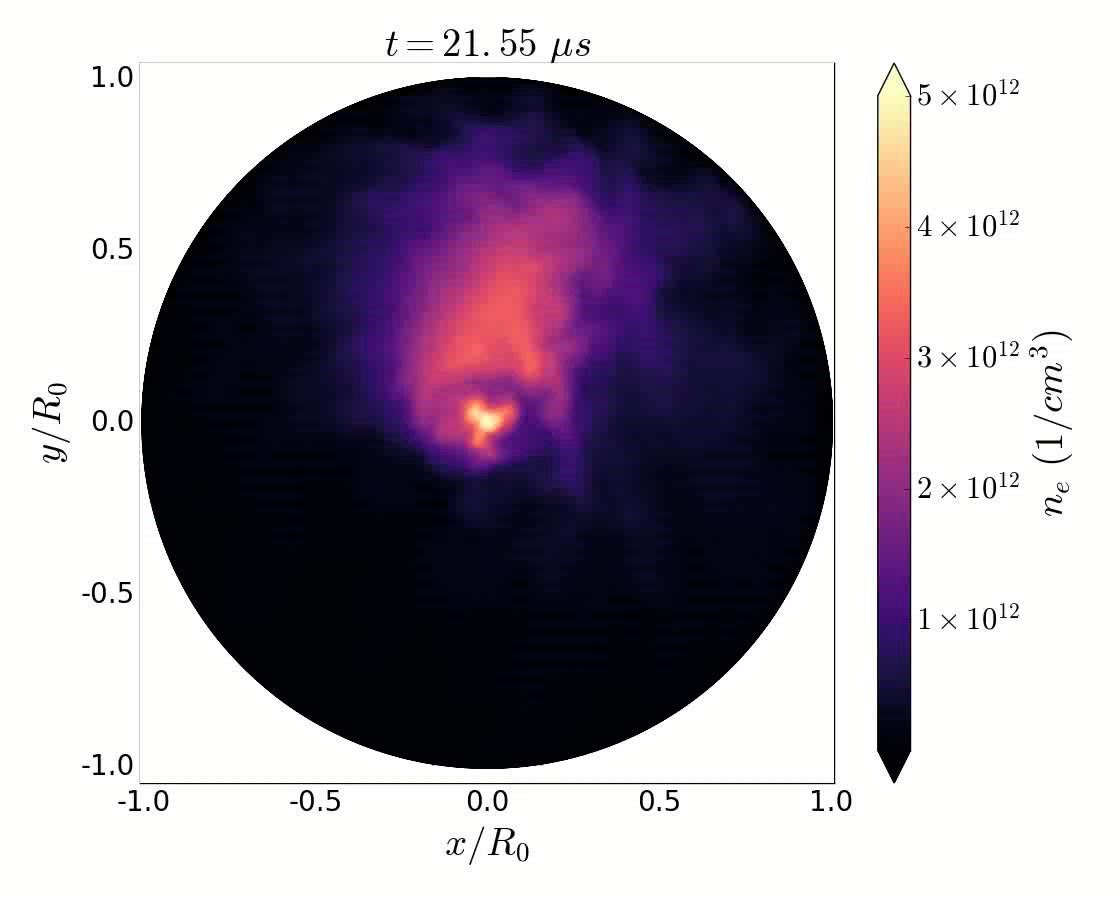 t = 21.55 μs
1.0
0.5
0.0
-0.5
-1.0
y/R₀
-1.0 -0.5 0.0 0.5 1.0
x/R₀
5 × 10¹²
4 × 10¹²
3 × 10¹²
2 × 10¹²
1 × 10¹²
nₑ (1/cm³)